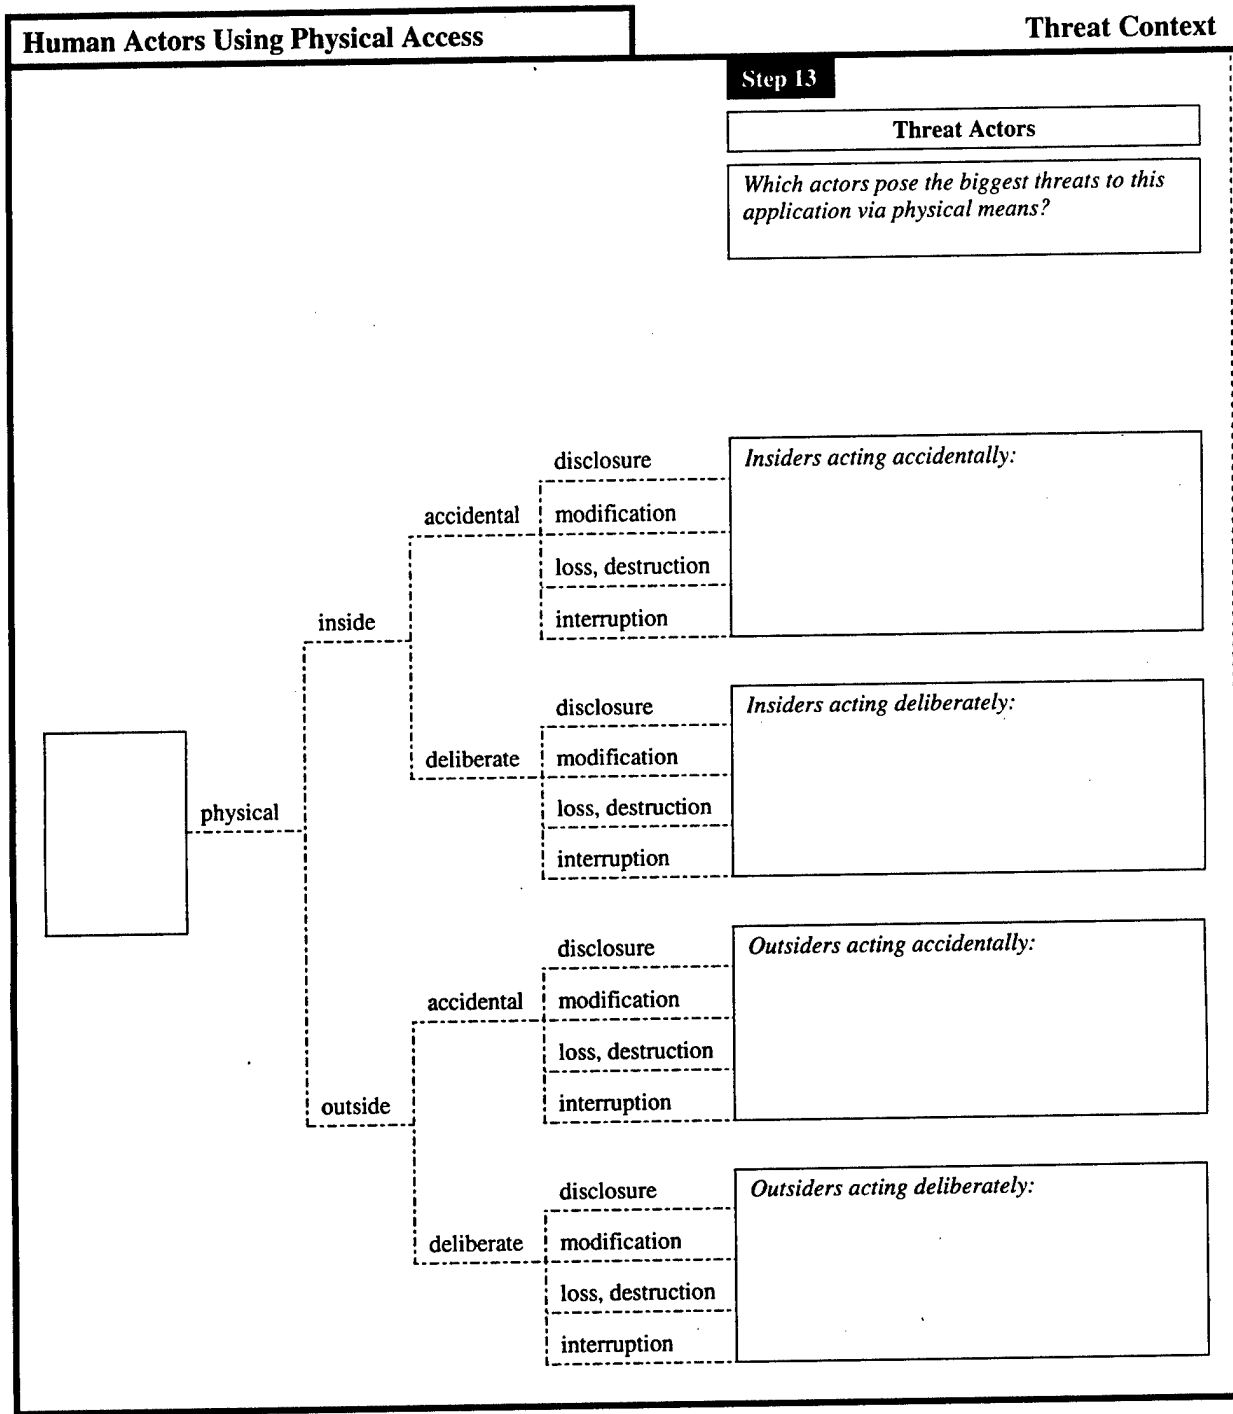 Human Actors Using Physical Access
Threat Context
Step 13
Threat Actors
Which actors pose the biggest threats to this
application via physical means?
disclosure
Insiders acting accidentally:
accidental
modification
loss, destruction
inside
interruption
disclosure
Insiders acting deliberately:
deliberate
modification
physical
loss, destruction
interruption
disclosure
Outsiders acting accidentally:
accidental
modification
loss, destruction
outside
interruption
disclosure
Outsiders acting deliberately:
deliberate
modification
loss, destruction
interruption